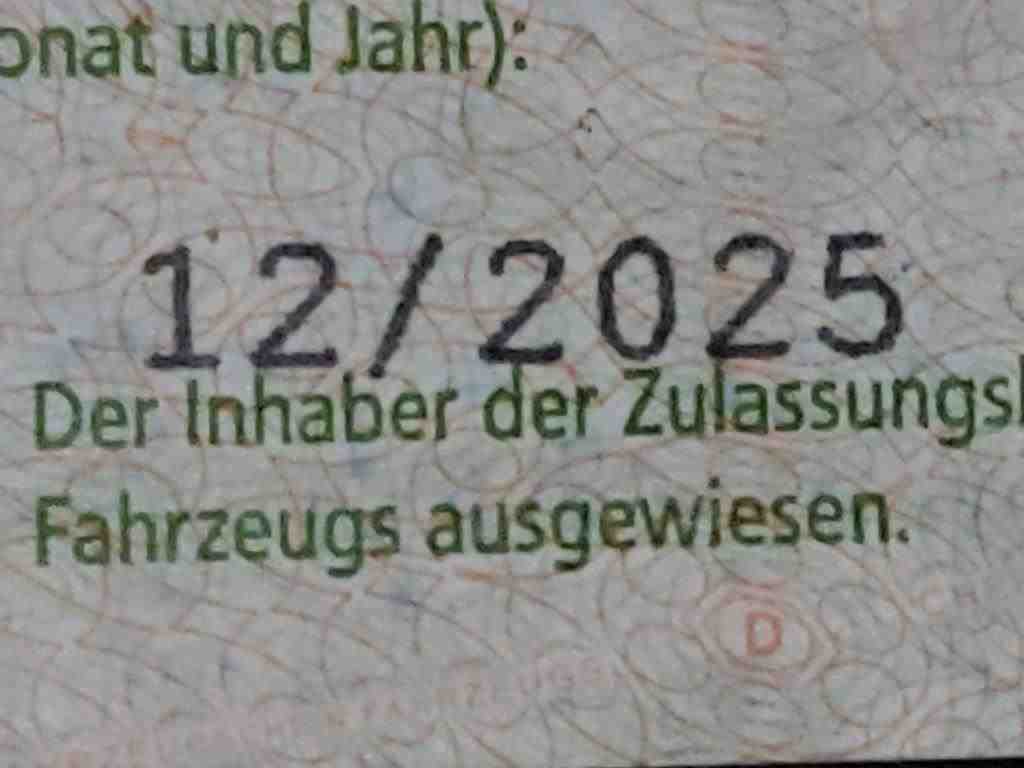 onat und Jahr):
12/2025
Der Inhaber der Zulassungs
Fahrzeugs ausgewiesen.
D